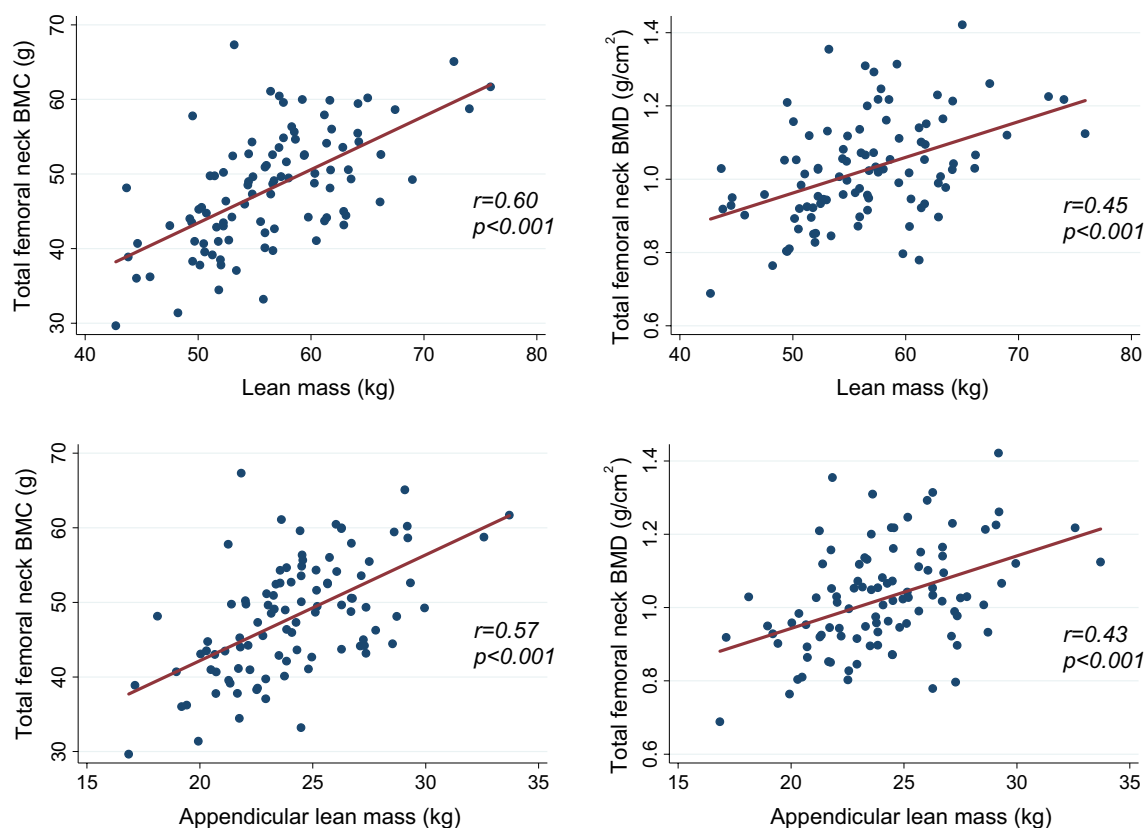 Total femoral neck BMC (g)
70
60
50
40
30
40 50 60 70 80
Lean mass (kg)
r=0.60
p<0.001
Total femoral neck BMD (g/cm²)
1.4
1.2
1.0
0.8
0.6
40 50 60 70 80
Lean mass (kg)
r=0.45
p<0.001
Total femoral neck BMC (g)
70
60
50
40
30
15 20 25 30 35
Appendicular lean mass (kg)
r=0.57
p<0.001
Total femoral neck BMD (g/cm²)
1.4
1.2
1.0
0.8
0.6
15 20 25 30 35
Appendicular lean mass (kg)
r=0.43
p<0.001